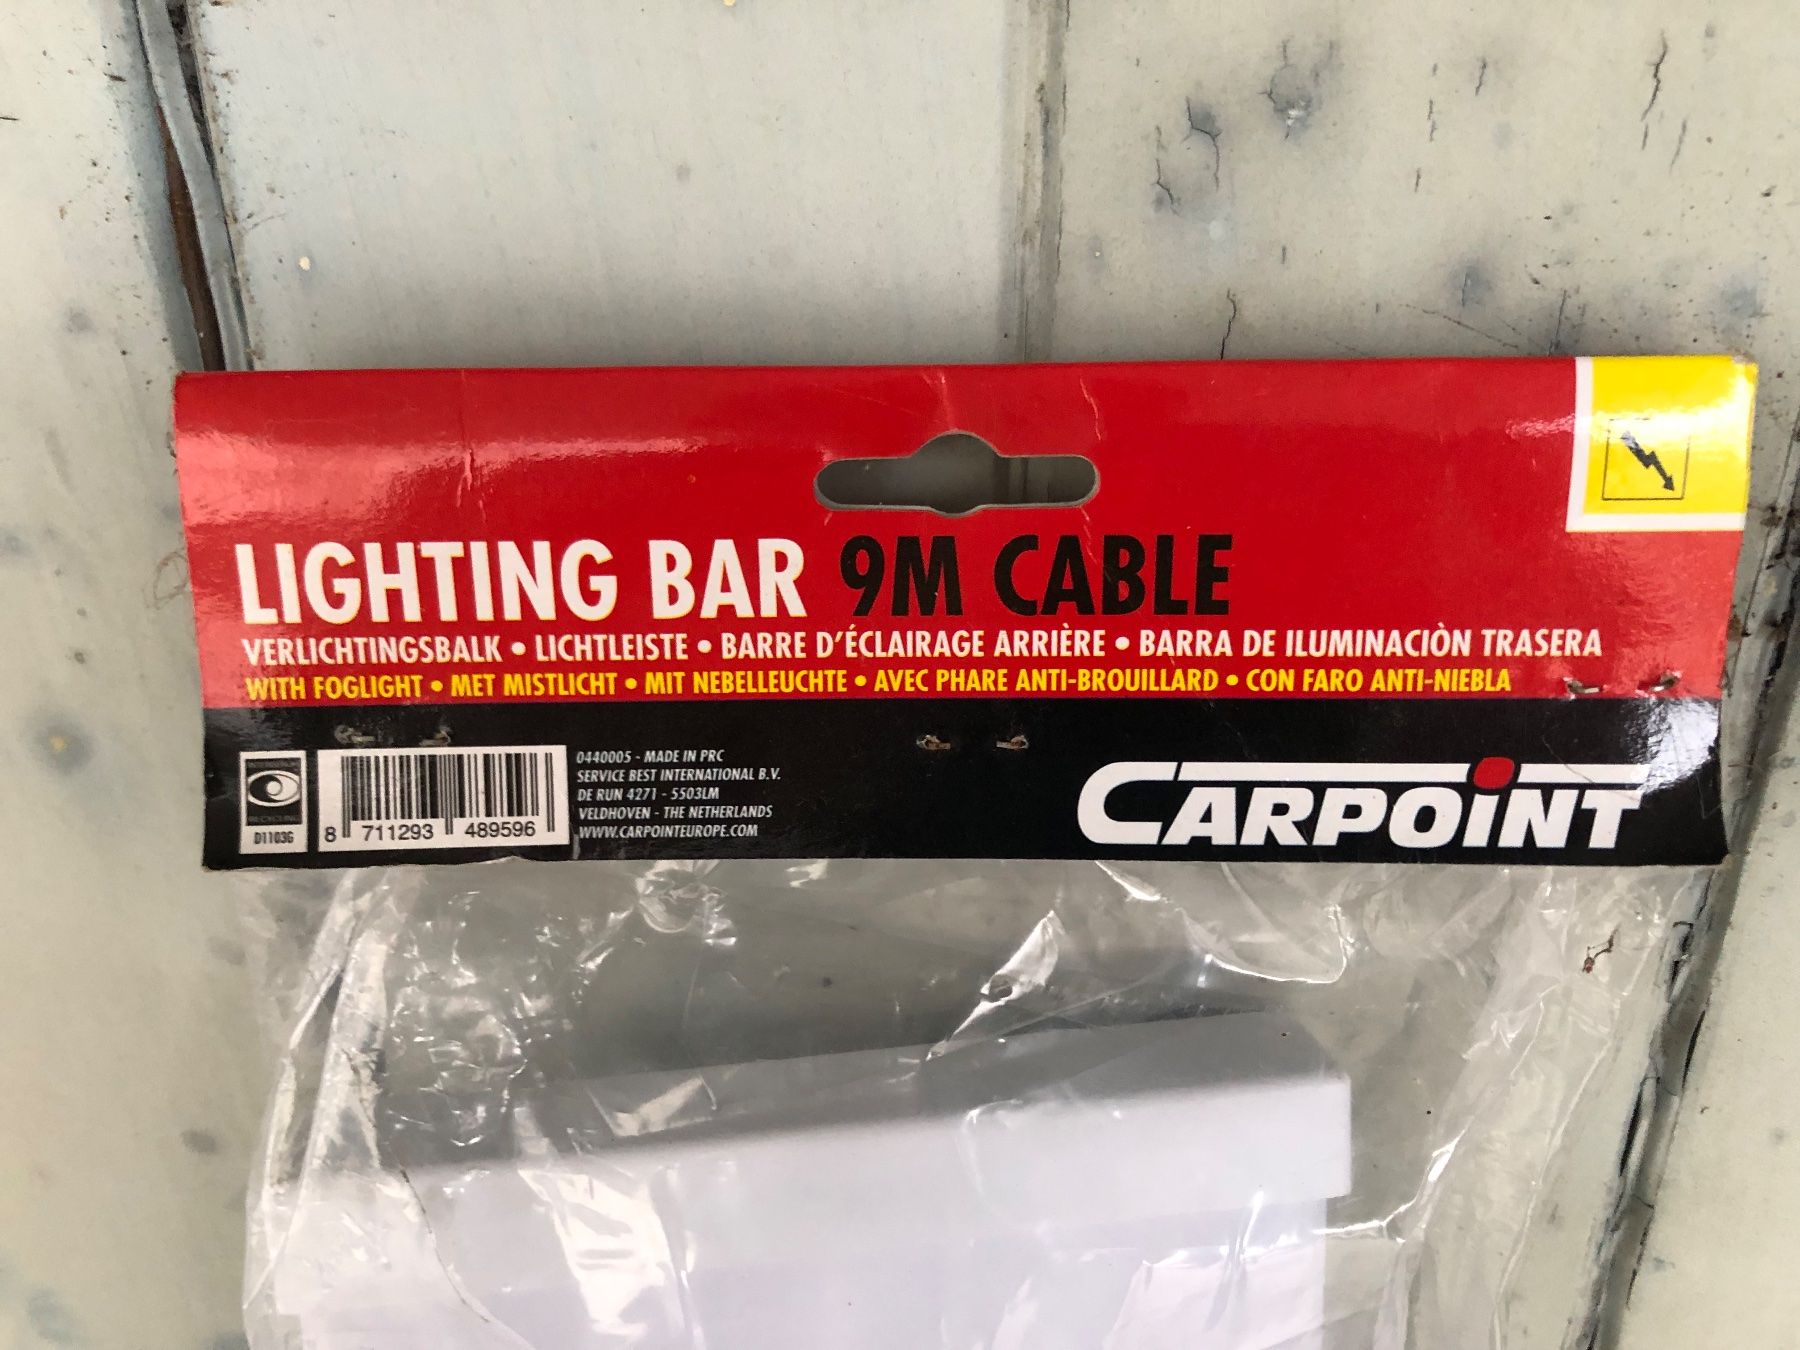 LIGHTING BAR 9M CABLE
VERLICHTINGSBALK • LICHTLEISTE • BARRE D'ÉCLAIRAGE ARRIÈRE • BARRA DE ILUMINACIÒN TRASERA
WITH FOGLIGHT • MET MISTLICHT • MIT NEBELLEUCHTE • AVEC PHARE ANTI-BROUILLARD • CON FARO ANTI-NIEBLA
RECYCLING
D1103G
8 711293 489596
0440005 - MADE IN PRC
SERVICE BEST INTERNATIONAL B.V.
DE RUN 4271 - 5503LM
VELDHOVEN - THE NETHERLANDS
WWW.CARPOINTEUROPE.COM
CARPOINT